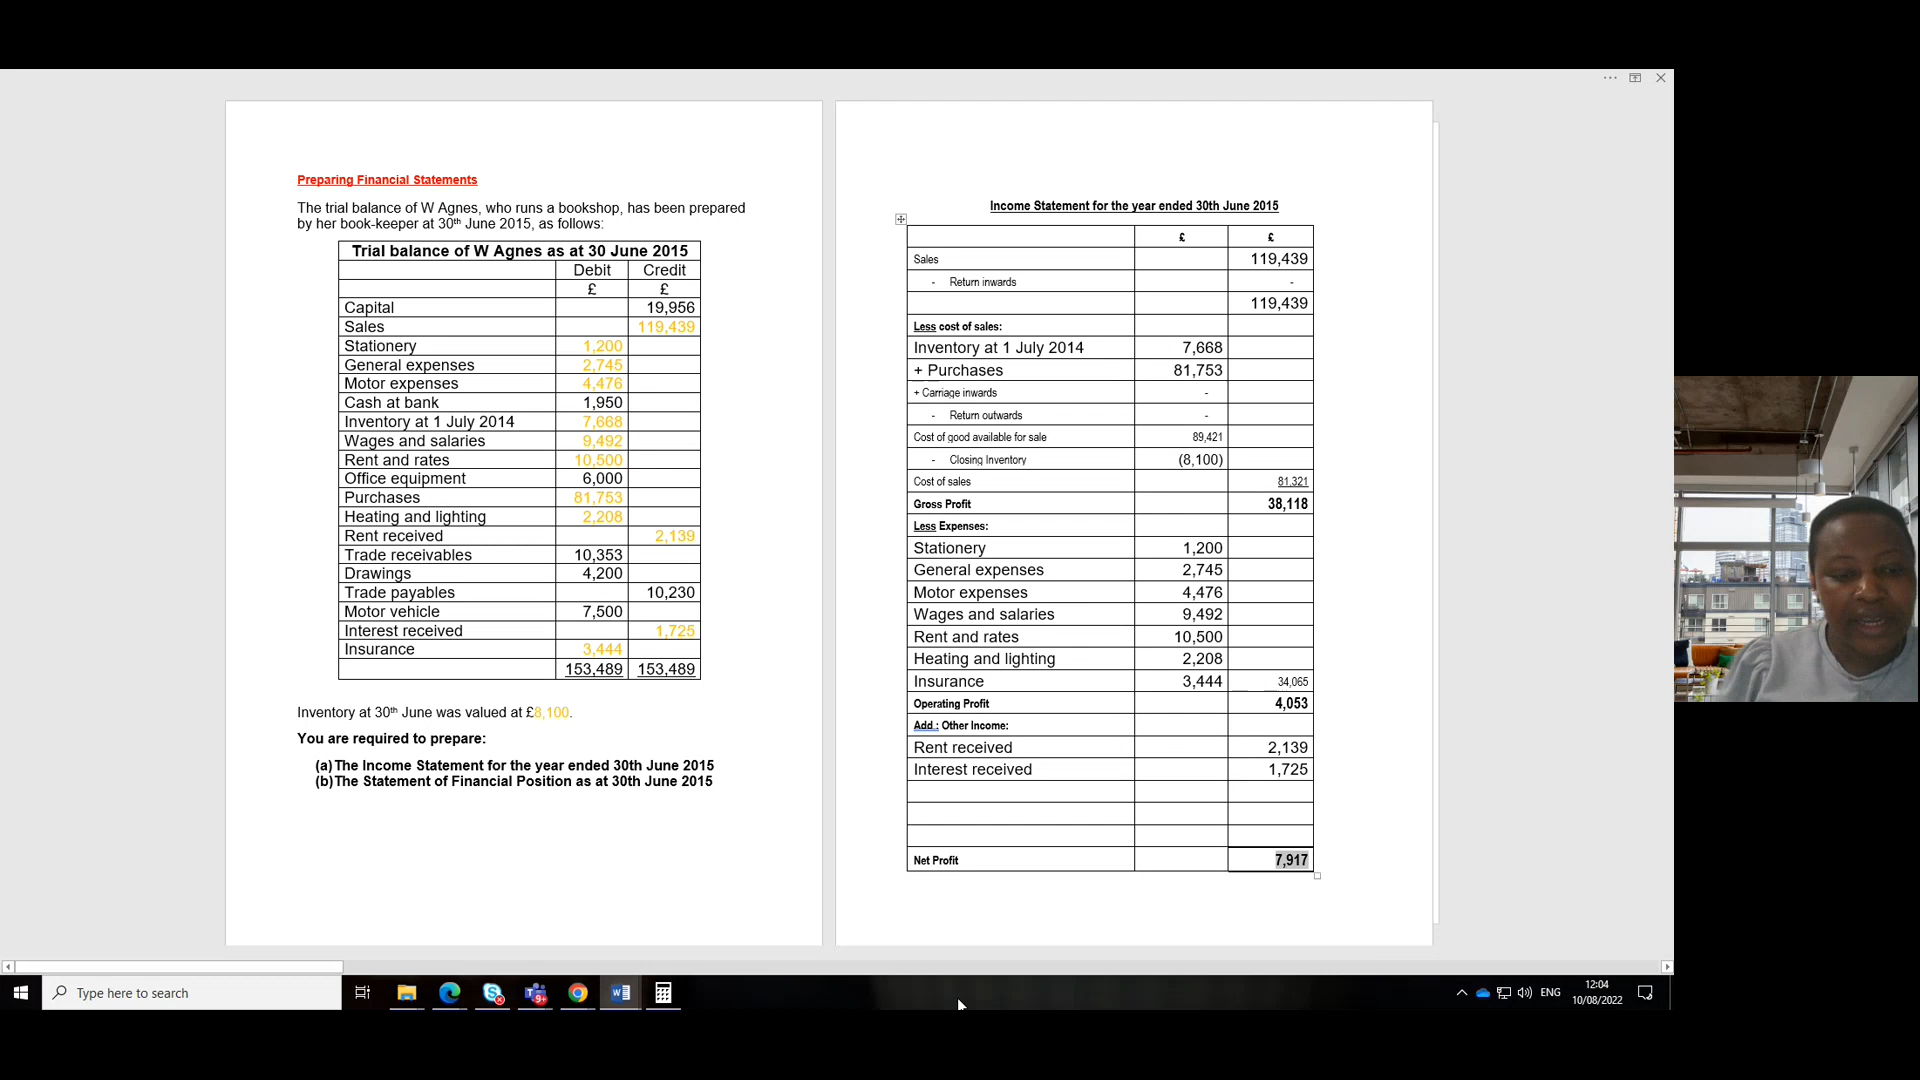 Preparing Financial Statements
The trial balance of W Agnes, who runs a bookshop, has been prepared
by her book-keeper at 30th June 2015, as follows:
Trial balance of W Agnes as at 30 June 2015
Debit Credit
£ £
Capital 19,956
Sales 119,439
Stationery 1,200
General expenses 2,745
Motor expenses 4,476
Cash at bank 1,950
Inventory at 1 July 2014 7,668
Wages and salaries 9,492
Rent and rates 10,500
Office equipment 6,000
Purchases 81,753
Heating and lighting 2,208
Rent received 2,139
Trade receivables 10,353
Drawings 4,200
Trade payables 10,230
Motor vehicle 7,500
Interest received 1,725
Insurance 3,444
153,489 153,489
Inventory at 30th June was valued at £8,100.
You are required to prepare:
(a) The Income Statement for the year ended 30th June 2015
(b) The Statement of Financial Position as at 30th June 2015
Income Statement for the year ended 30th June 2015
£ £
Sales 119,439
- Return inwards -
119,439
Less cost of sales:
Inventory at 1 July 2014 7,668
+ Purchases 81,753
+ Carriage inwards -
- Return outwards -
Cost of good available for sale 89,421
- Closing Inventory (8,100)
Cost of sales 81,321
Gross Profit 38,118
Less Expenses:
Stationery 1,200
General expenses 2,745
Motor expenses 4,476
Wages and salaries 9,492
Rent and rates 10,500
Heating and lighting 2,208
Insurance 3,444 34,065
Operating Profit 4,053
Add : Other Income:
Rent received 2,139
Interest received 1,725
Net Profit 7,917
Type here to search
9+
ENG
12:04
10/08/2022